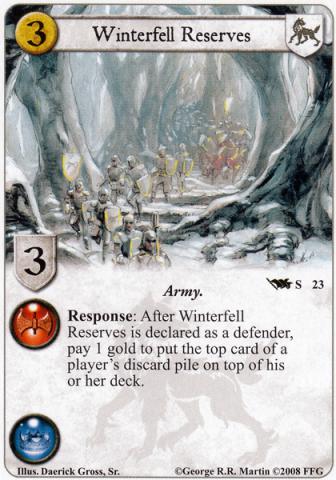 3
Winterfell Reserves
3
Army.
S 23
Response: After Winterfell
Reserves is declared as a defender,
pay 1 gold to put the top card of a
player's discard pile on top of his
or her deck.
Illus. Daerick Gross, Sr. ©George R.R. Martin ©2008 FFG